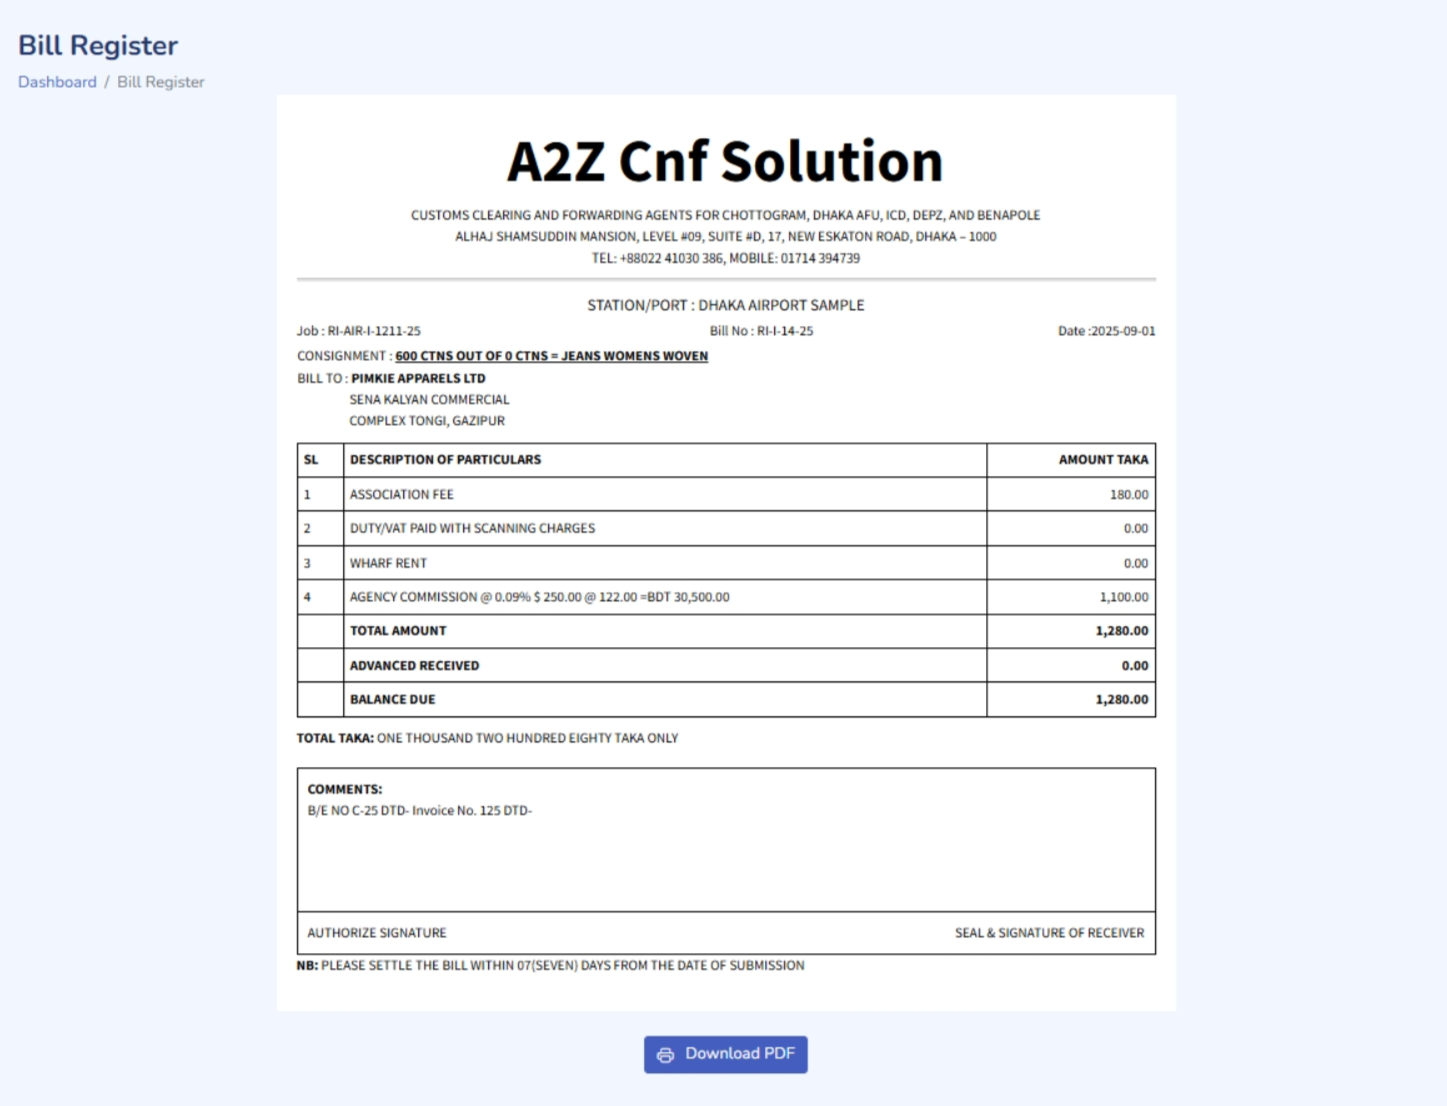 Bill Register
Dashboard / Bill Register
A2Z Cnf Solution
CUSTOMS CLEARING AND FORWARDING AGENTS FOR CHOTTOGRAM, DHAKA AFU, ICD, DEPZ, AND BENAPOLE
ALHAJ SHAMSUDDIN MANSION, LEVEL #09, SUITE #D, 17, NEW ESKATON ROAD, DHAKA – 1000
TEL: +88022 41030 386, MOBILE: 01714 394739
STATION/PORT : DHAKA AIRPORT SAMPLE
Job : RI-AIR-I-1211-25 Bill No : RI-I-14-25 Date :2025-09-01
CONSIGNMENT : 600 CTNS OUT OF 0 CTNS = JEANS WOMENS WOVEN
BILL TO : PIMKIE APPARELS LTD
SENA KALYAN COMMERCIAL
COMPLEX TONGI, GAZIPUR
SL DESCRIPTION OF PARTICULARS AMOUNT TAKA
1 ASSOCIATION FEE 180.00
2 DUTY/VAT PAID WITH SCANNING CHARGES 0.00
3 WHARF RENT 0.00
4 AGENCY COMMISSION @ 0.09% $ 250.00 @ 122.00 =BDT 30,500.00 1,100.00
TOTAL AMOUNT 1,280.00
ADVANCED RECEIVED 0.00
BALANCE DUE 1,280.00
TOTAL TAKA: ONE THOUSAND TWO HUNDRED EIGHTY TAKA ONLY
COMMENTS:
B/E NO C-25 DTD- Invoice No. 125 DTD-
AUTHORIZE SIGNATURE SEAL & SIGNATURE OF RECEIVER
NB: PLEASE SETTLE THE BILL WITHIN 07(SEVEN) DAYS FROM THE DATE OF SUBMISSION
Download PDF